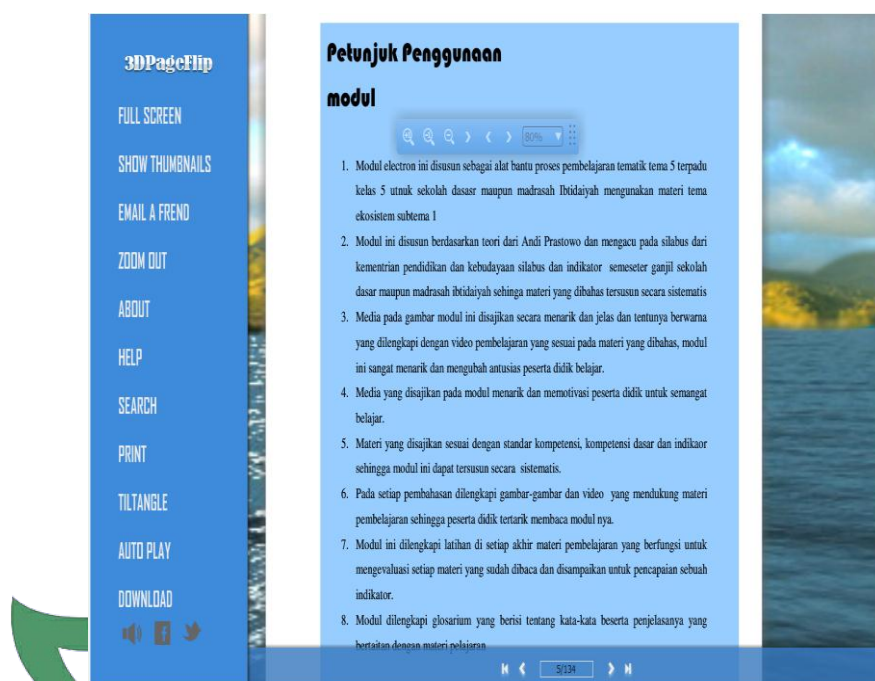 3DPageFlip
FULL SCREEN
SHOW THUMBNAILS
EMAIL A FREND
ZOOM OUT
ABOUT
HELP
SEARCH
PRINT
TILTANGLE
AUTO PLAY
DOWNLOAD
Petunjuk Penggunaan
modul
80%
1. Modul electron ini disusun sebagai alat bantu proses pembelajaran tematik tema 5 terpadu
kelas 5 utnuk sekolah dasasr maupun madrasah Ibtidaiyah mengunakan materi tema
ekosistem subtema 1
2. Modul ini disusun berdasarkan teori dari Andi Prastowo dan mengacu pada silabus dari
kementrian pendidikan dan kebudayaan silabus dan indikator semeseter ganjil sekolah
dasar maupun madrasah ibtidaiyah sehinga materi yang dibahas tersusun secara sistematis
3. Media pada gambar modul ini disajikan secara menarik dan jelas dan tentunya berwarna
yang dilengkapi dengan video pembelajaran yang sesuai pada materi yang dibahas, modul
ini sangat menarik dan mengubah antusias peserta didik belajar.
4. Media yang disajikan pada modul menarik dan memotivasi peserta didik untuk semangat
belajar.
5. Materi yang disajikan sesuai dengan standar kompetensi, kompetensi dasar dan indikaor
sehingga modul ini dapat tersusun secara sistematis.
6. Pada setiap pembahasan dilengkapi gambar-gambar dan video yang mendukung materi
pembelajaran sehingga peserta didik tertarik membaca modul nya.
7. Modul ini dilengkapi latihan di setiap akhir materi pembelajaran yang berfungsi untuk
mengevaluasi setiap materi yang sudah dibaca dan disampaikan untuk pencapaian sebuah
indikator.
8. Modul dilengkapi glosarium yang berisi tentang kata-kata beserta penjelasanya yang
bertaitan dengan materi pelajaran
5/134